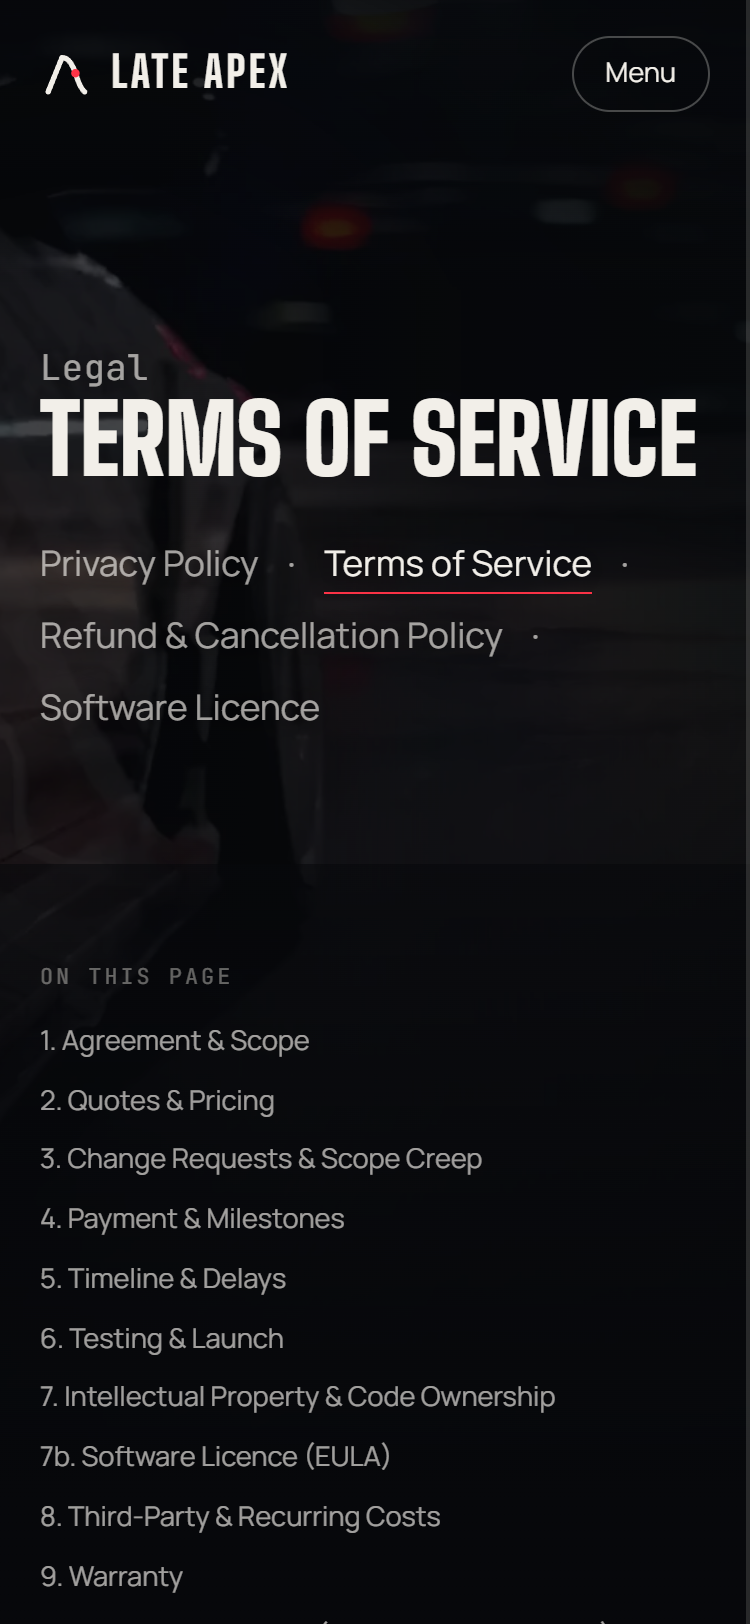 LATE APEX
Menu
Legal
TERMS OF SERVICE
Privacy Policy · Terms of Service ·
Refund & Cancellation Policy ·
Software Licence
ON THIS PAGE
1. Agreement & Scope
2. Quotes & Pricing
3. Change Requests & Scope Creep
4. Payment & Milestones
5. Timeline & Delays
6. Testing & Launch
7. Intellectual Property & Code Ownership
7b. Software Licence (EULA)
8. Third-Party & Recurring Costs
9. Warranty